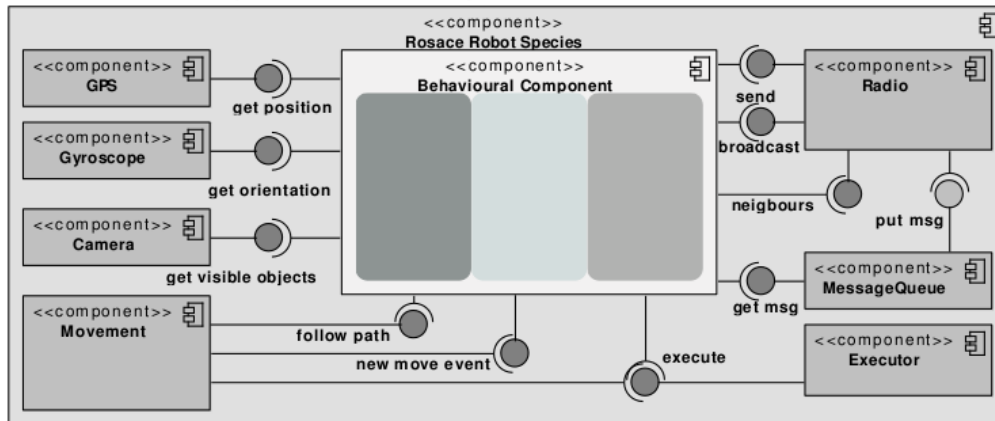 <<component>>
Rosace Robot Species
<<component>>
GPS
get position
<<component>>
Gyroscope
get orientation
<<component>>
Camera
get visible objects
<<component>>
Movement
follow path
new move event
execute
<<component>>
Behavioural Component
send
broadcast
neigbours
<<component>>
Radio
put msg
get msg
<<component>>
MessageQueue
<<component>>
Executor